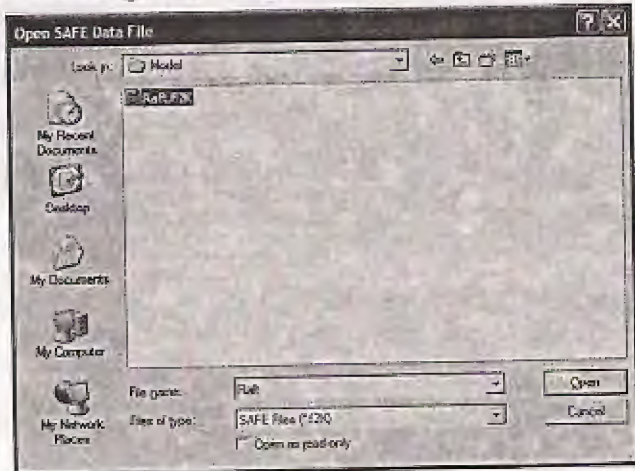 Open SAFE Data File
Look in: Model
My Recent
Documents
Desktop
My Documents
My Computer
My Network
Places
File name: Raft
Files of type: SAFE Files
Open as read-only
Open
Cancel